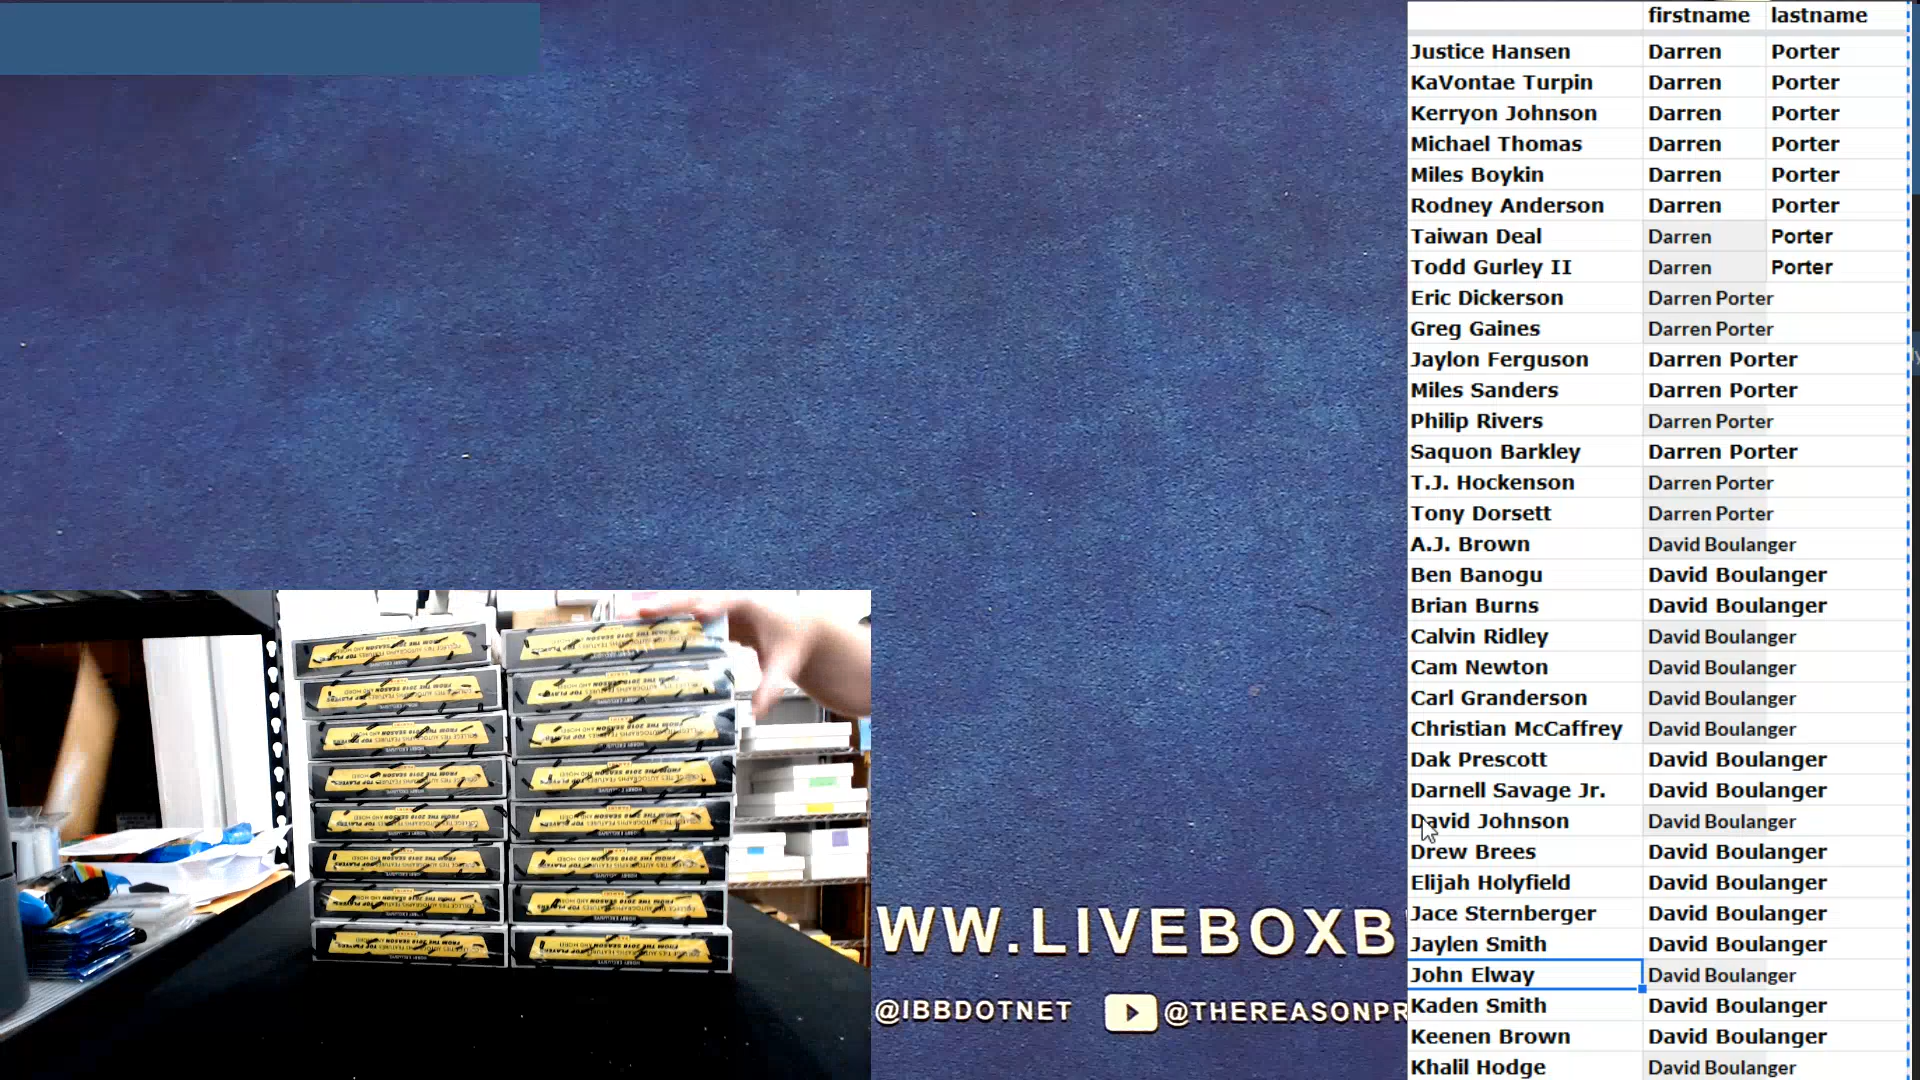 firstname lastname
Justice Hansen Darren Porter
KaVontae Turpin Darren Porter
Kerryon Johnson Darren Porter
Michael Thomas Darren Porter
Miles Boykin Darren Porter
Rodney Anderson Darren Porter
Taiwan Deal Darren Porter
Todd Gurley II Darren Porter
Eric Dickerson Darren Porter
Greg Gaines Darren Porter
Jaylon Ferguson Darren Porter
Miles Sanders Darren Porter
Philip Rivers Darren Porter
Saquon Barkley Darren Porter
T.J. Hockenson Darren Porter
Tony Dorsett Darren Porter
A.J. Brown David Boulanger
Ben Banogu David Boulanger
Brian Burns David Boulanger
Calvin Ridley David Boulanger
Cam Newton David Boulanger
Carl Granderson David Boulanger
Christian McCaffrey David Boulanger
Dak Prescott David Boulanger
Darnell Savage Jr. David Boulanger
David Johnson David Boulanger
Drew Brees David Boulanger
Elijah Holyfield David Boulanger
Jace Sternberger David Boulanger
Jaylen Smith David Boulanger
John Elway David Boulanger
Kaden Smith David Boulanger
Keenen Brown David Boulanger
Khalil Hodge David Boulanger
WW.LIVEBOXB
@IBBDOTNET @THEREASONPR